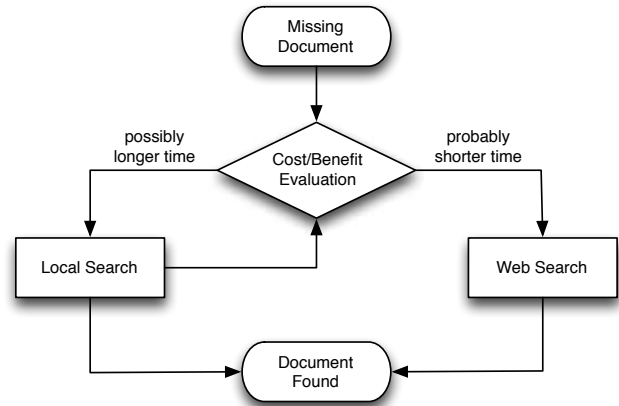 Missing
Document
possibly
longer time
Cost/Benefit
Evaluation
probably
shorter time
Local Search
Web Search
Document
Found